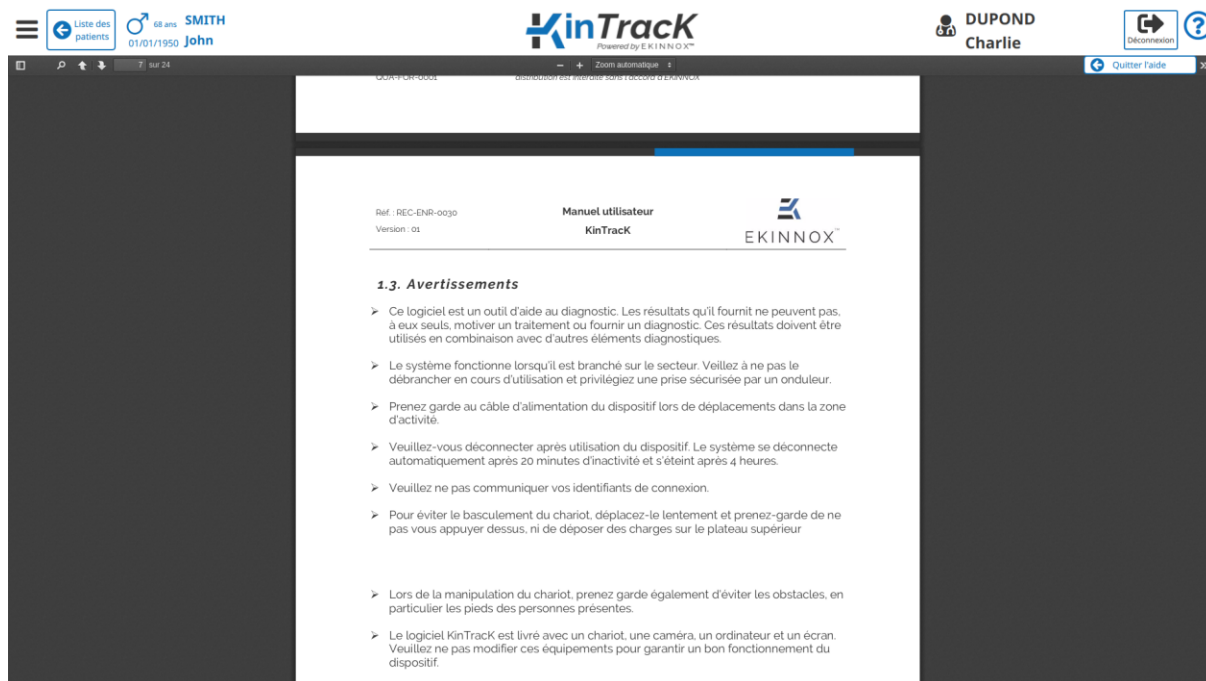 Liste des
patients
68 ans SMITH
01/01/1950 John
KinTracK
Powered by EKINNOX™
DUPOND
Charlie
Déconnexion
?
7 sur 24
Zoom automatique
Quitter l'aide
QUA-FOR-0001 distribution est interdite sans l'accord d'EKINNOX
Réf. : REC-ENR-0030
Version : 01
Manuel utilisateur
KinTracK
EKINNOX™
1.3. Avertissements
➢ Ce logiciel est un outil d'aide au diagnostic. Les résultats qu'il fournit ne peuvent pas,
à eux seuls, motiver un traitement ou fournir un diagnostic. Ces résultats doivent être
utilisés en combinaison avec d'autres éléments diagnostiques.
➢ Le système fonctionne lorsqu'il est branché sur le secteur. Veillez à ne pas le
débrancher en cours d'utilisation et privilégiez une prise sécurisée par un onduleur.
➢ Prenez garde au câble d'alimentation du dispositif lors de déplacements dans la zone
d'activité.
➢ Veuillez-vous déconnecter après utilisation du dispositif. Le système se déconnecte
automatiquement après 20 minutes d'inactivité et s'éteint après 4 heures.
➢ Veuillez ne pas communiquer vos identifiants de connexion.
➢ Pour éviter le basculement du chariot, déplacez-le lentement et prenez-garde de ne
pas vous appuyer dessus, ni de déposer des charges sur le plateau supérieur
➢ Lors de la manipulation du chariot, prenez garde également d'éviter les obstacles, en
particulier les pieds des personnes présentes.
➢ Le logiciel KinTracK est livré avec un chariot, une caméra, un ordinateur et un écran.
Veuillez ne pas modifier ces équipements pour garantir un bon fonctionnement du
dispositif.